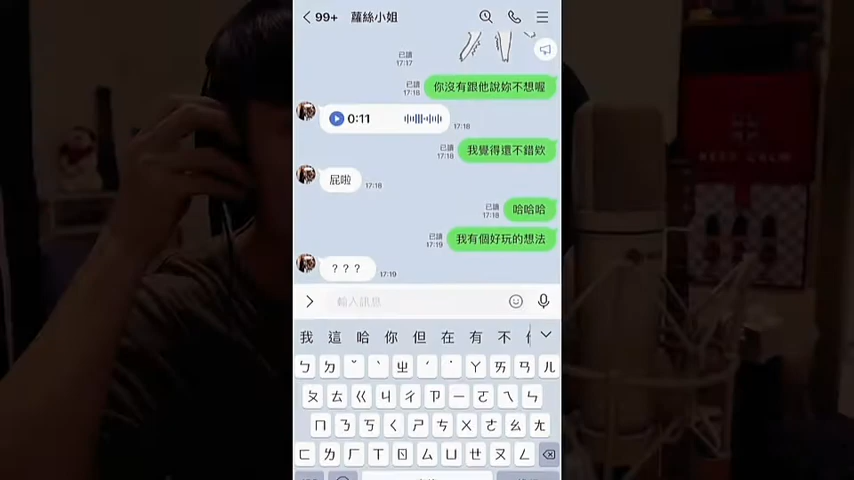 99+ 蘿絲小姐
已讀
17:17
你沒有跟他說妳不想喔
已讀
17:18
0:11
17:18
我覺得還不錯欸
已讀
17:18
屁啦
17:18
哈哈哈
已讀
17:18
我有個好玩的想法
已讀
17:19
？？？
17:19
輸入訊息
我 這 哈 你 但 在 有 不
ㄅ ㄉ ˇ ˋ ㄓ ˊ ˙ ㄚ ㄞ ㄢ ㄦ
ㄆ ㄊ ㄍ ㄐ ㄔ ㄗ ㄧ ㄛ ㄟ ㄣ
ㄇ ㄋ ㄎ ㄑ ㄕ ㄘ ㄨ ㄜ ㄠ ㄤ
ㄈ ㄌ ㄏ ㄒ ㄖ ㄙ ㄩ ㄝ ㄡ ㄥ